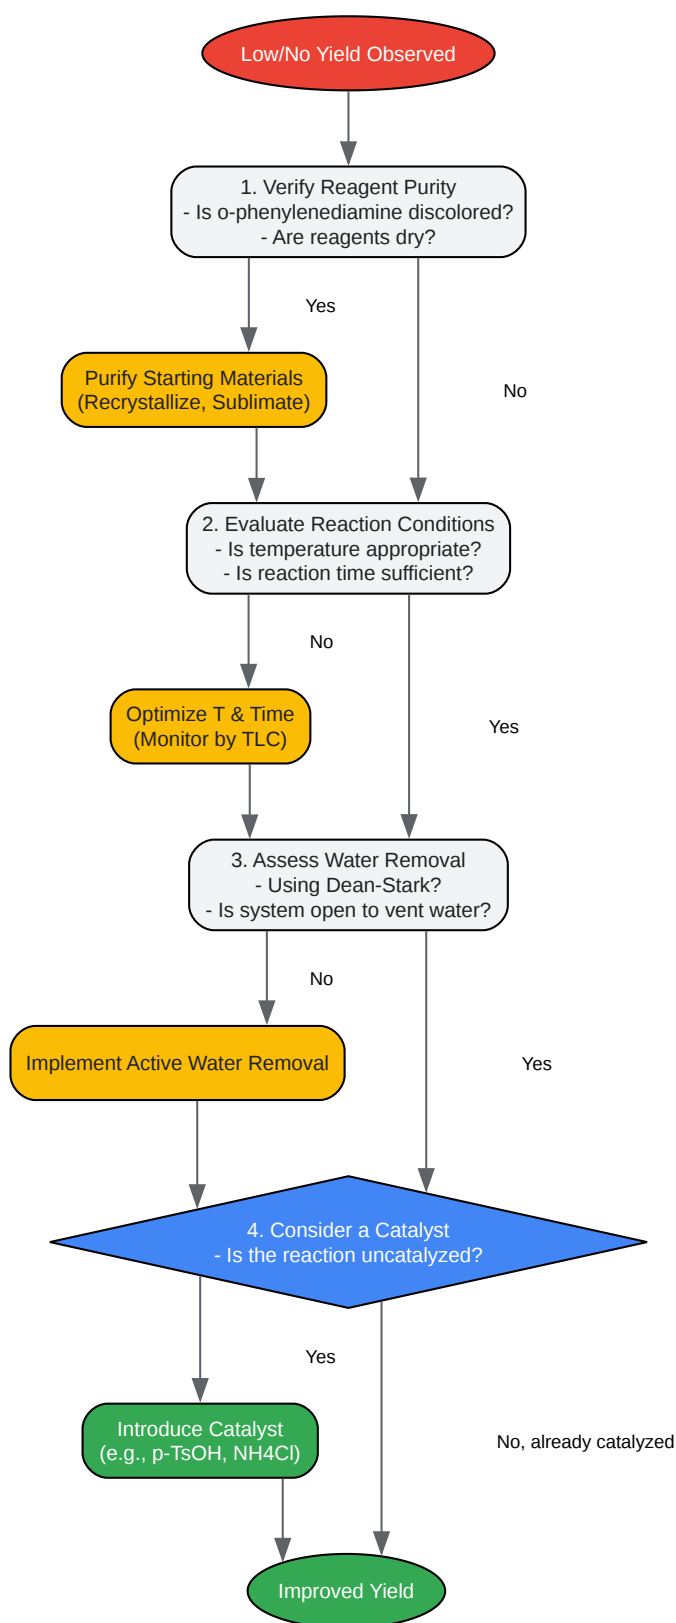 Low/No Yield Observed
1. Verify Reagent Purity
- Is o-phenylenediamine discolored?
- Are reagents dry?
Yes
Purify Starting Materials
(Recrystallize, Sublimate)
No
2. Evaluate Reaction Conditions
- Is temperature appropriate?
- Is reaction time sufficient?
No
Optimize T & Time
(Monitor by TLC)
Yes
3. Assess Water Removal
- Using Dean-Stark?
- Is system open to vent water?
No
Implement Active Water Removal
Yes
4. Consider a Catalyst
- Is the reaction uncatalyzed?
Yes
Introduce Catalyst
(e.g., p-TsOH, NH4Cl)
No, already catalyzed
Improved Yield